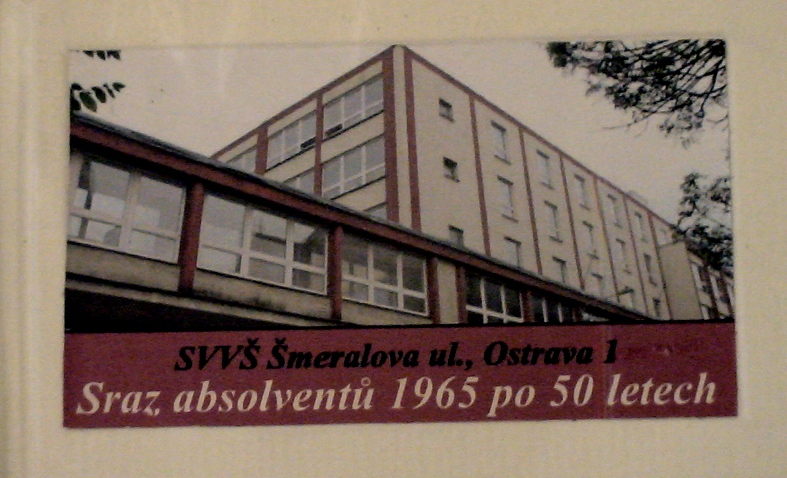 SVVŠ Šmeralova ul., Ostrava 1
Sraz absolventů 1965 po 50 letech